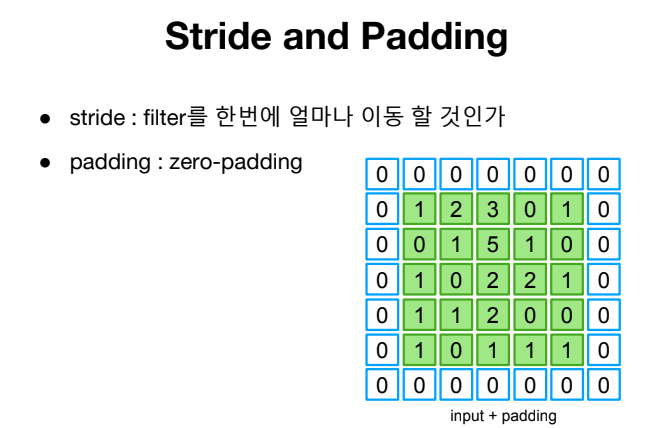 Stride and Padding
● stride : filter를 한번에 얼마나 이동 할 것인가
● padding : zero-padding
0 0 0 0 0 0 0
0 1 2 3 0 1 0
0 0 1 5 1 0 0
0 1 0 2 2 1 0
0 1 1 2 0 0 0
0 1 0 1 1 1 0
0 0 0 0 0 0 0
input + padding